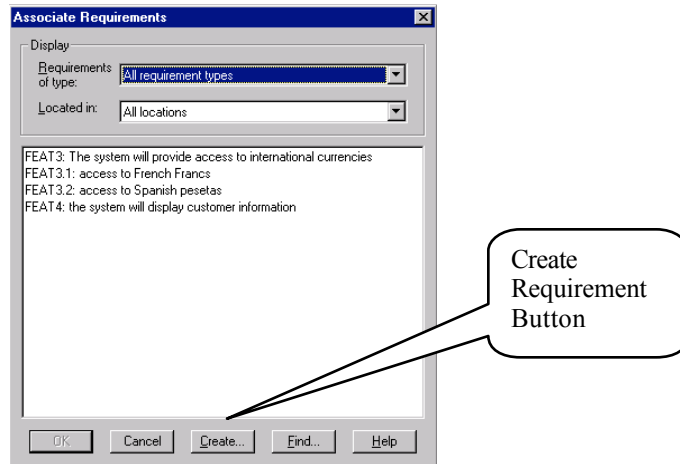 Associate Requirements
Display
Requirements
of type:
All requirement types
Located in:
All locations
FEAT3: The system will provide access to international currencies
FEAT3.1: access to French Francs
FEAT3.2: access to Spanish pesetas
FEAT4: the system will display customer information
Create
Requirement
Button
OK Cancel Create... Find... Help